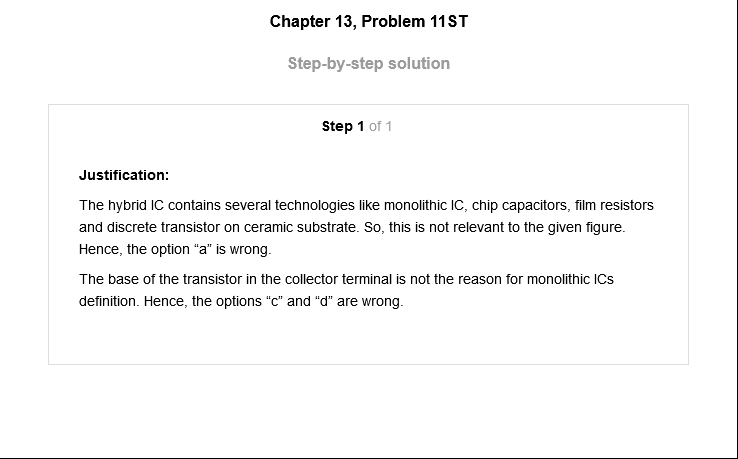 Chapter 13, Problem 11ST
Step-by-step solution
Step 1 of 1
Justification:
The hybrid IC contains several technologies like monolithic IC, chip capacitors, film resistors
and discrete transistor on ceramic substrate. So, this is not relevant to the given figure.
Hence, the option “a” is wrong.
The base of the transistor in the collector terminal is not the reason for monolithic ICs
definition. Hence, the options “c” and “d” are wrong.